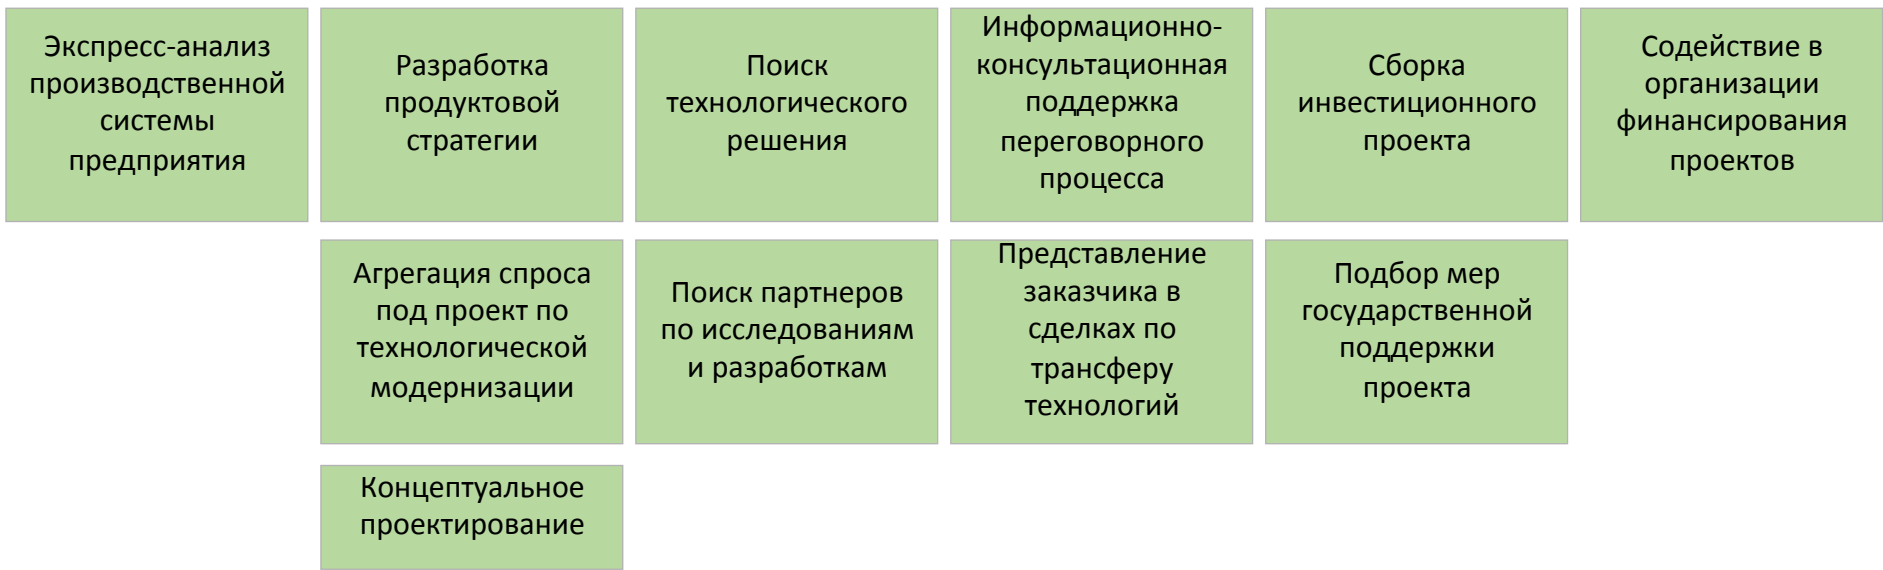 Экспресс-анализ
производственной
системы
предприятия
Разработка
продуктовой
стратегии
Поиск
технологического
решения
Информационно-
консультационная
поддержка
переговорного
процесса
Сборка
инвестиционного
проекта
Содействие в
организации
финансирования
проектов
Агрегация спроса
под проект по
технологической
модернизации
Поиск партнеров
по исследованиям
и разработкам
Представление
заказчика в
сделках по
трансферу
технологий
Подбор мер
государственной
поддержки
проекта
Концептуальное
проектирование